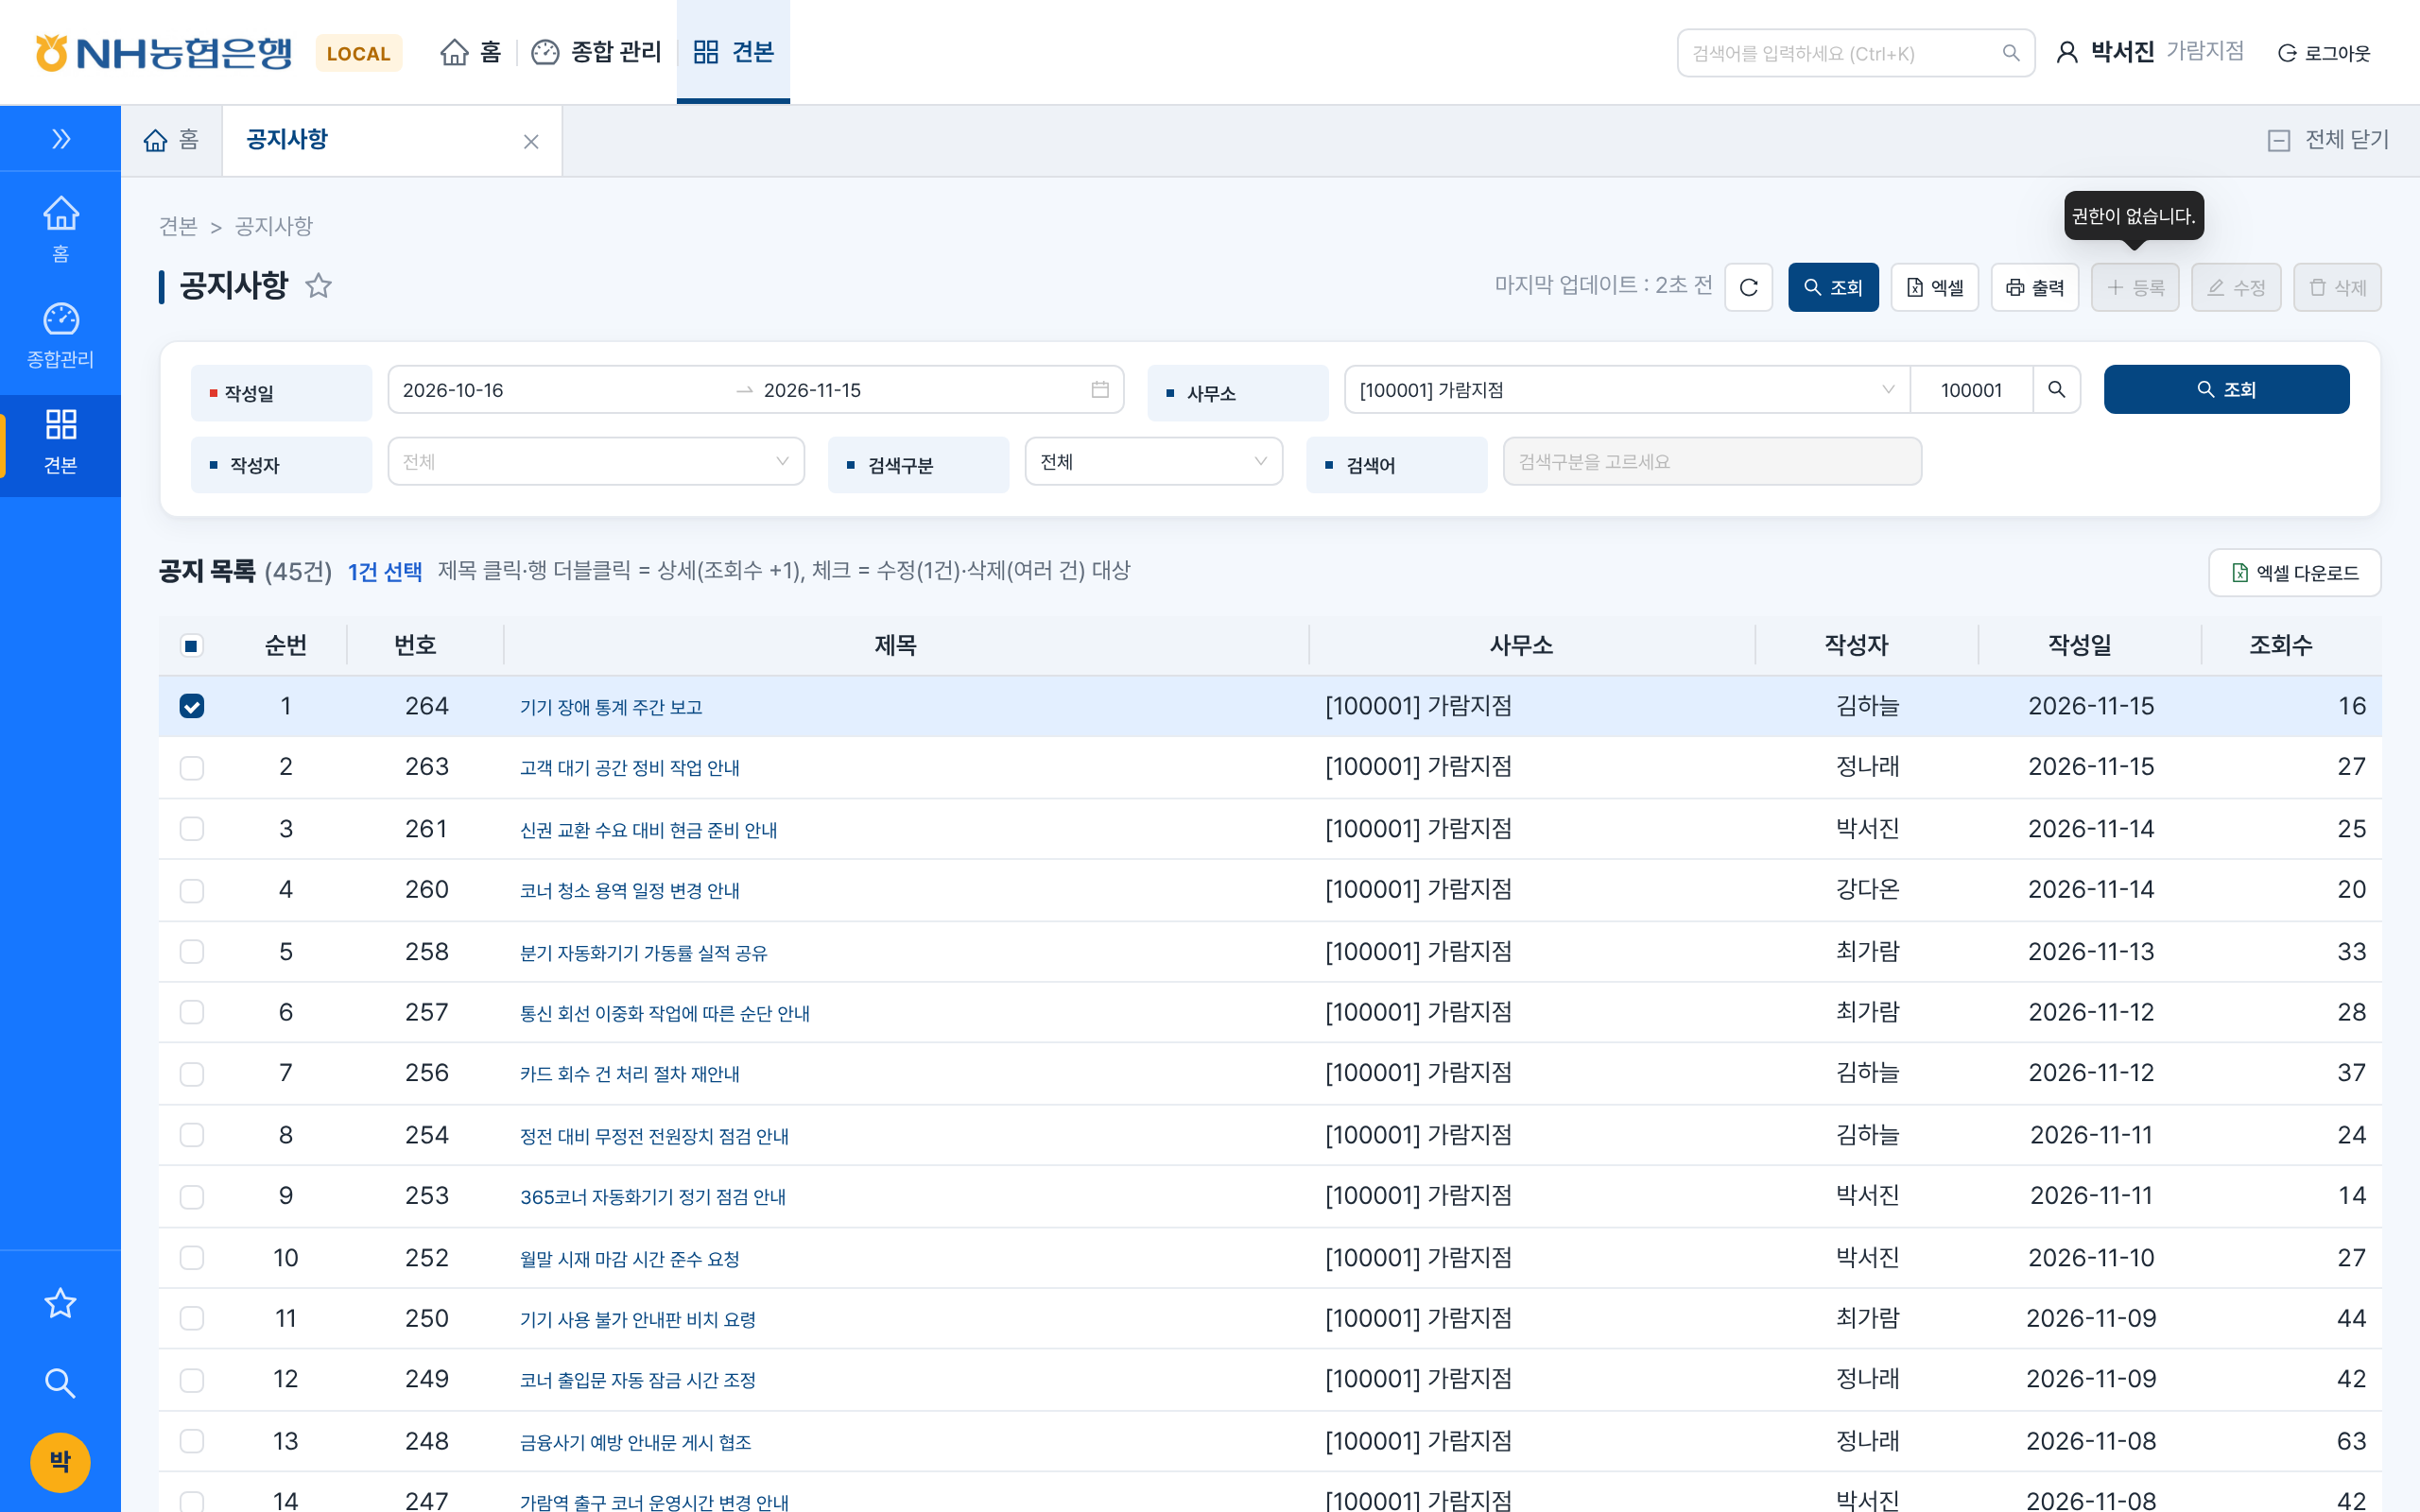 NH농협은행 LOCAL 홈 종합 관리 견본 검색어를 입력하세요 (Ctrl+K) 박서진 가람지점 로그아웃
홈 공지사항 전체 닫기
홈
종합관리
견본
박
견본 > 공지사항
권한이 없습니다.
공지사항 마지막 업데이트 : 2초 전 조회 엑셀 출력 등록 수정 삭제
작성일 2026-10-16 → 2026-11-15 사무소 [100001] 가람지점 100001 조회
작성자 전체 검색구분 전체 검색어 검색구분을 고르세요
공지 목록 (45건) 1건 선택 제목 클릭·행 더블클릭 = 상세(조회수 +1), 체크 = 수정(1건)·삭제(여러 건) 대상 엑셀 다운로드
순번 번호 제목 사무소 작성자 작성일 조회수
1 264 기기 장애 통계 주간 보고 [100001] 가람지점 김하늘 2026-11-15 16
2 263 고객 대기 공간 정비 작업 안내 [100001] 가람지점 정나래 2026-11-15 27
3 261 신권 교환 수요 대비 현금 준비 안내 [100001] 가람지점 박서진 2026-11-14 25
4 260 코너 청소 용역 일정 변경 안내 [100001] 가람지점 강다온 2026-11-14 20
5 258 분기 자동화기기 가동률 실적 공유 [100001] 가람지점 최가람 2026-11-13 33
6 257 통신 회선 이중화 작업에 따른 순단 안내 [100001] 가람지점 최가람 2026-11-12 28
7 256 카드 회수 건 처리 절차 재안내 [100001] 가람지점 김하늘 2026-11-12 37
8 254 정전 대비 무정전 전원장치 점검 안내 [100001] 가람지점 김하늘 2026-11-11 24
9 253 365코너 자동화기기 정기 점검 안내 [100001] 가람지점 박서진 2026-11-11 14
10 252 월말 시재 마감 시간 준수 요청 [100001] 가람지점 박서진 2026-11-10 27
11 250 기기 사용 불가 안내판 비치 요령 [100001] 가람지점 최가람 2026-11-09 44
12 249 코너 출입문 자동 잠금 시간 조정 [100001] 가람지점 정나래 2026-11-09 42
13 248 금융사기 예방 안내문 게시 협조 [100001] 가람지점 정나래 2026-11-08 63
14 247 가람역 출구 코너 운영시간 변경 안내 [100001] 가람지점 박서진 2026-11-08 42